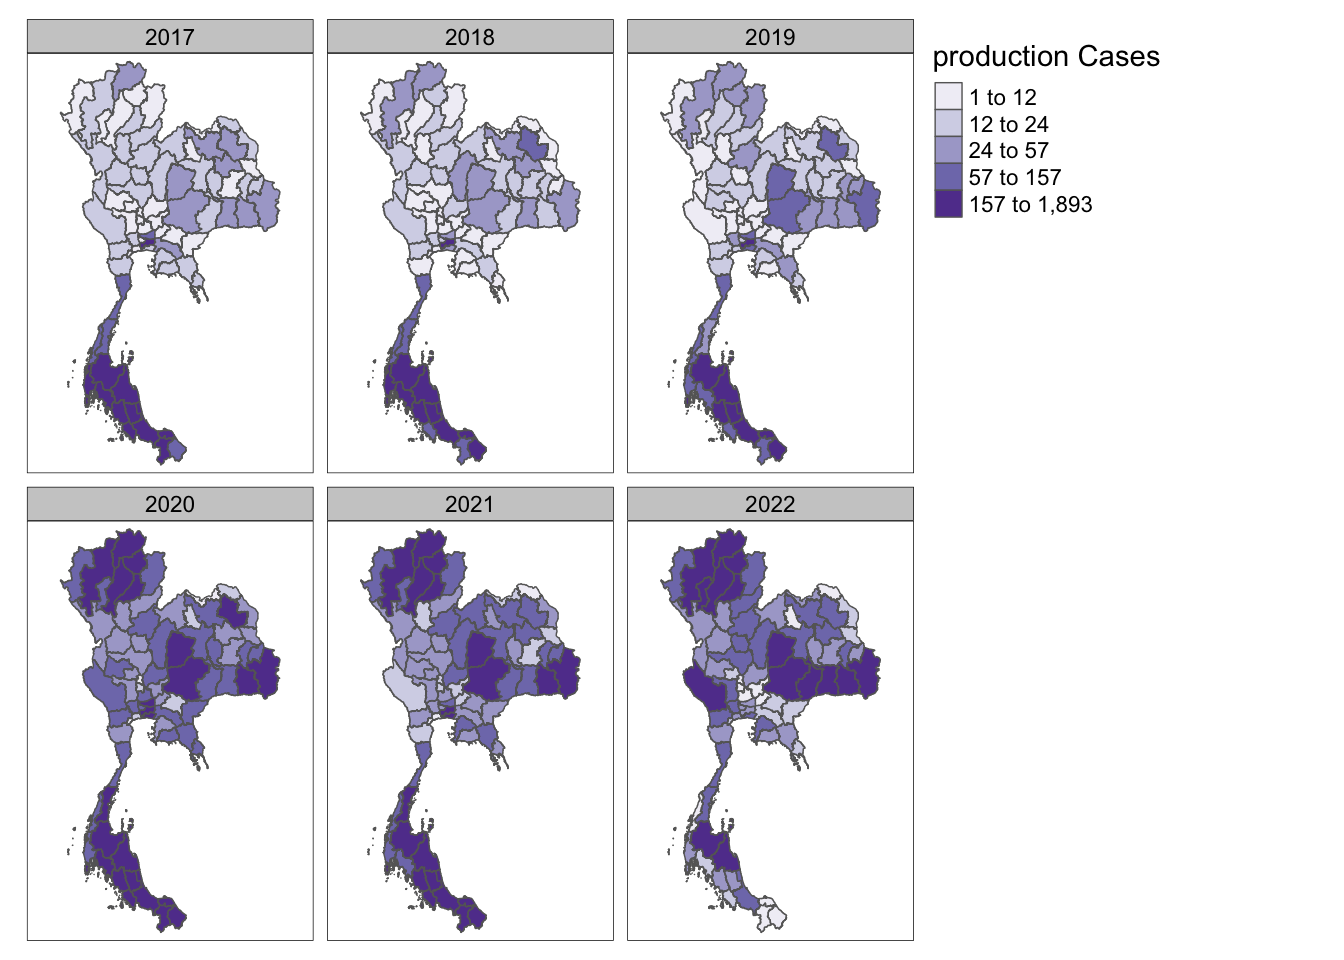 2017
2018
2019
production Cases
1 to 12
12 to 24
24 to 57
57 to 157
157 to 1,893
2020
2021
2022